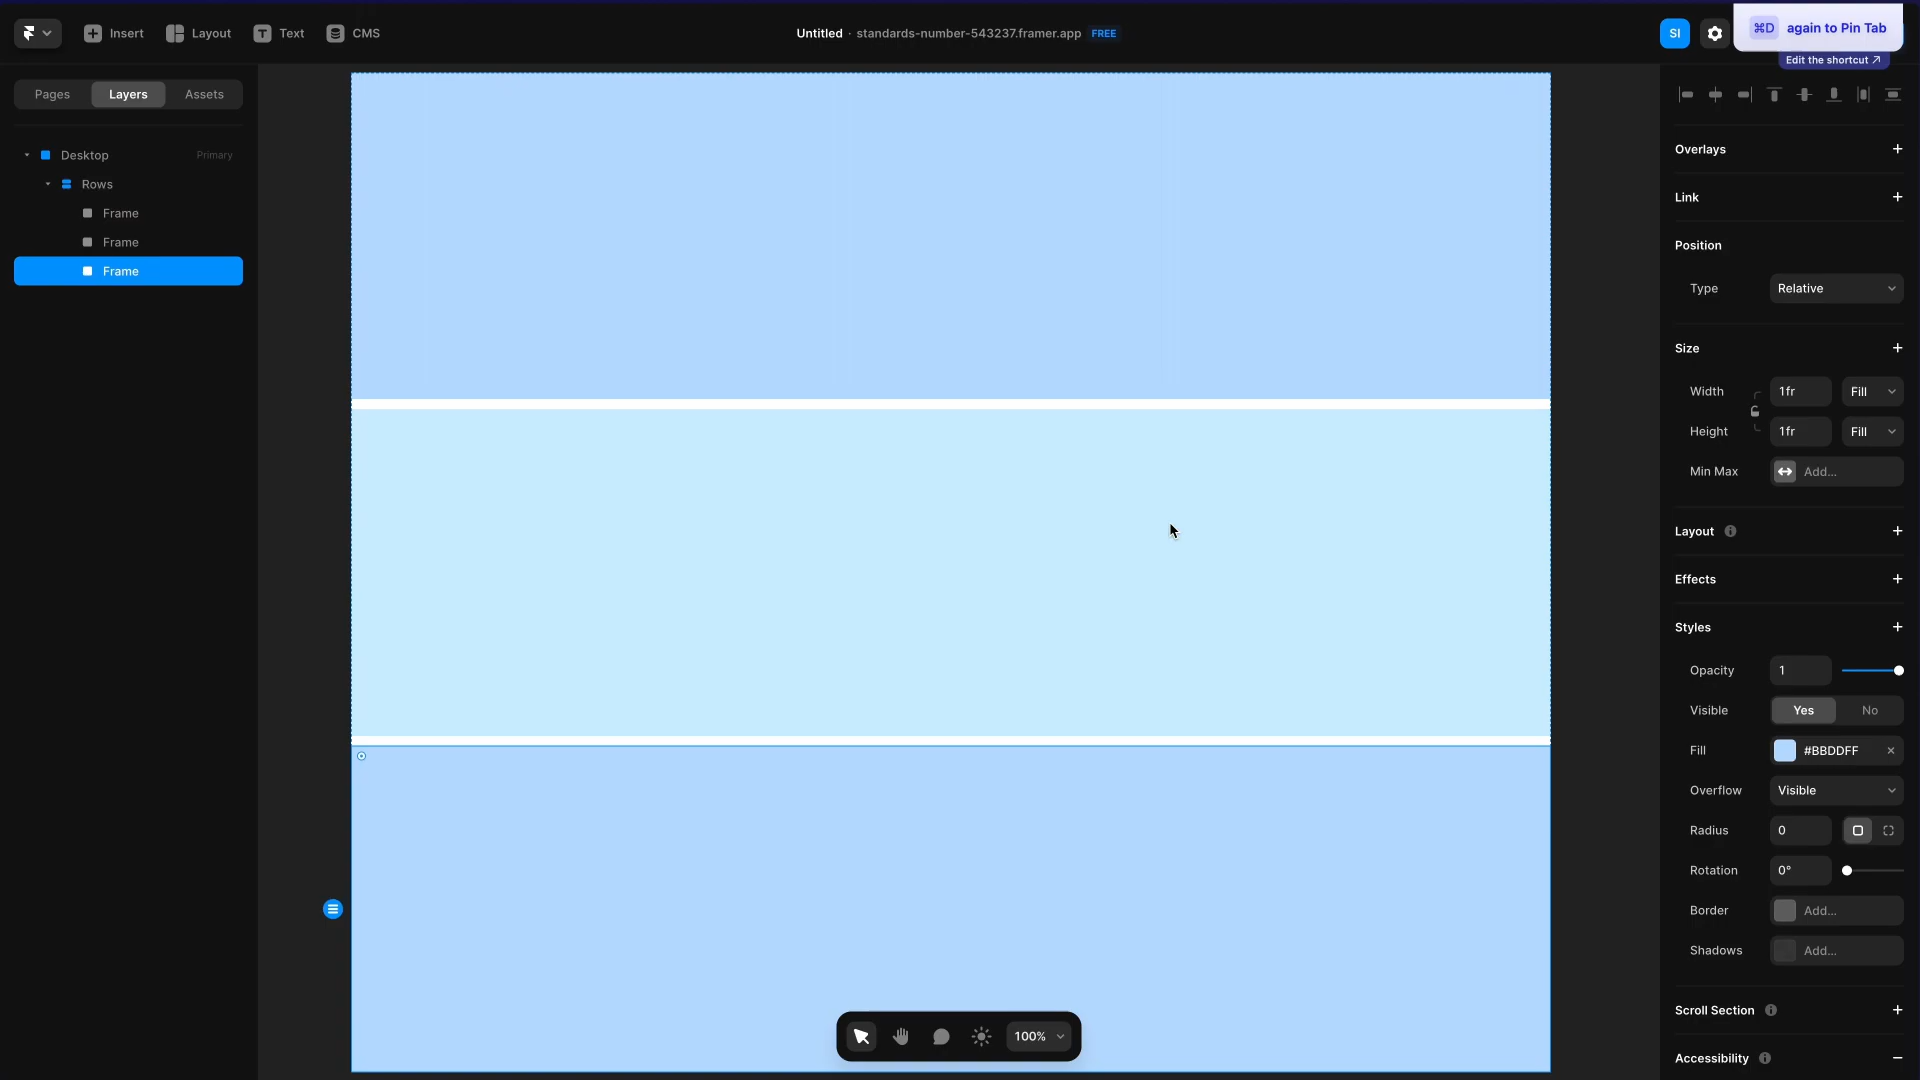 Insert
Layout
Text
CMS
Untitled · standards-number-543237.framer.app FREE
SI
⌘D again to Pin Tab
Edit the shortcut ↗
Pages
Layers
Assets
Desktop
Primary
Rows
Frame
Frame
Frame
Overlays
Link
Position
Type
Relative
Size
Width
1fr
Fill
Height
1fr
Fill
Min Max
Add...
Layout
Effects
Styles
Opacity
1
Visible
Yes
No
Fill
#BBDDFF
Overflow
Visible
Radius
0
Rotation
0°
Border
Add...
Shadows
Add...
Scroll Section
Accessibility
100%